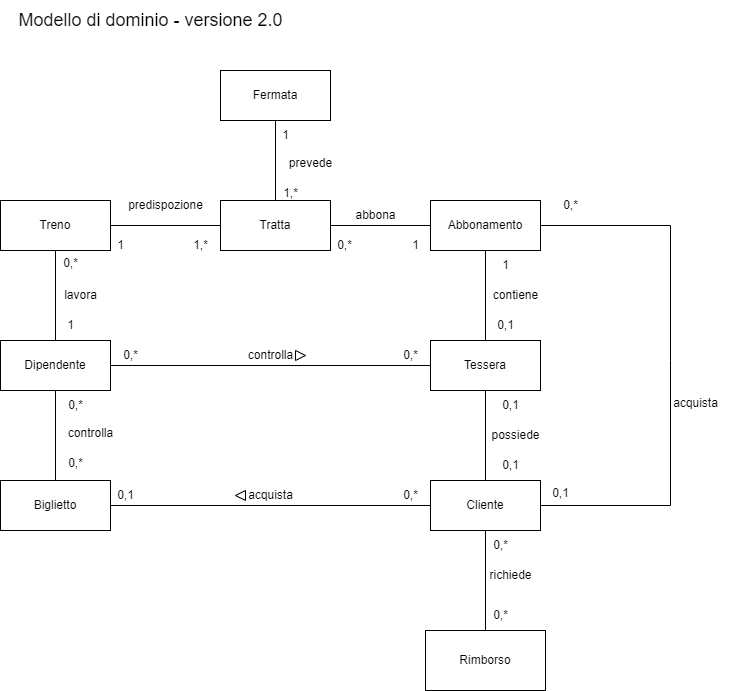 Modello di dominio - versione 2.0
Fermata
1
prevede
1,*
Treno
predisposizione
1
1,*
Tratta
abbona
0,*
1
Abbonamento
0,*
0,*
lavora
1
1
contiene
0,1
Dipendente
0,*
controlla
0,*
Tessera
acquista
0,*
controlla
0,*
0,1
possiede
0,1
Biglietto
0,1
acquista
0,*
Cliente
0,1
0,*
richiede
0,*
Rimborso